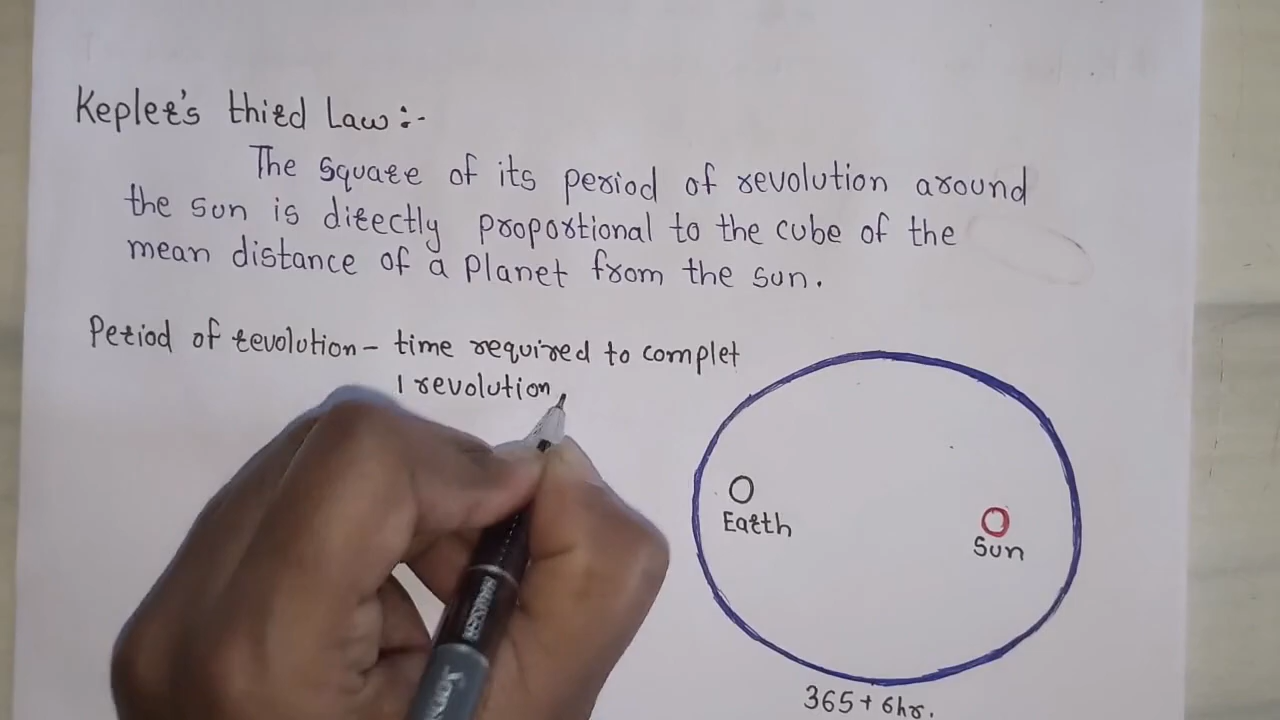 Kepler's third Law :-
The square of its period of revolution around
the sun is directly proportional to the cube of the
mean distance of a planet from the sun.
Period of revolution - time required to complet
1 revolution
Earth
Sun
365 + 6hr.